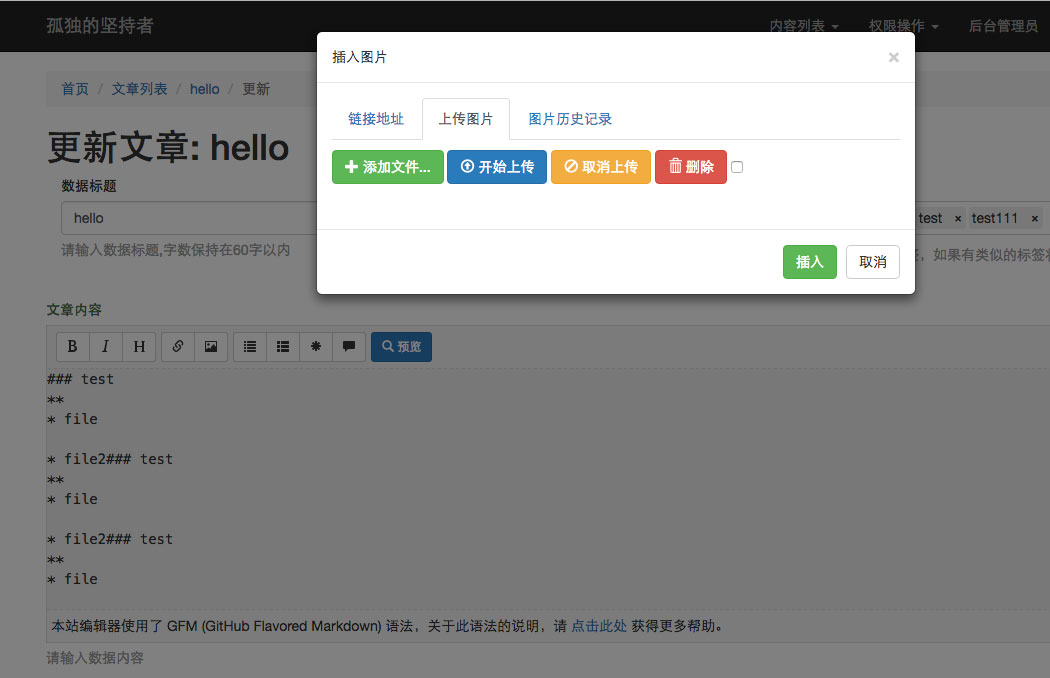 孤独的坚持者 内容列表 权限操作 后台管理员
插入图片 ×
首页 / 文章列表 / hello / 更新
链接地址 上传图片 图片历史记录
更新文章: hello
添加文件... 开始上传 取消上传 删除
数据标题
hello
test × test111 ×
请输入数据标题,字数保持在60字以内
，如果有类似的标签
插入 取消
文章内容
B I H 预览
### test
**
* file
* file2### test
**
* file
* file2### test
**
* file
本站编辑器使用了 GFM (GitHub Flavored Markdown) 语法，关于此语法的说明，请 点击此处 获得更多帮助。
请输入数据内容